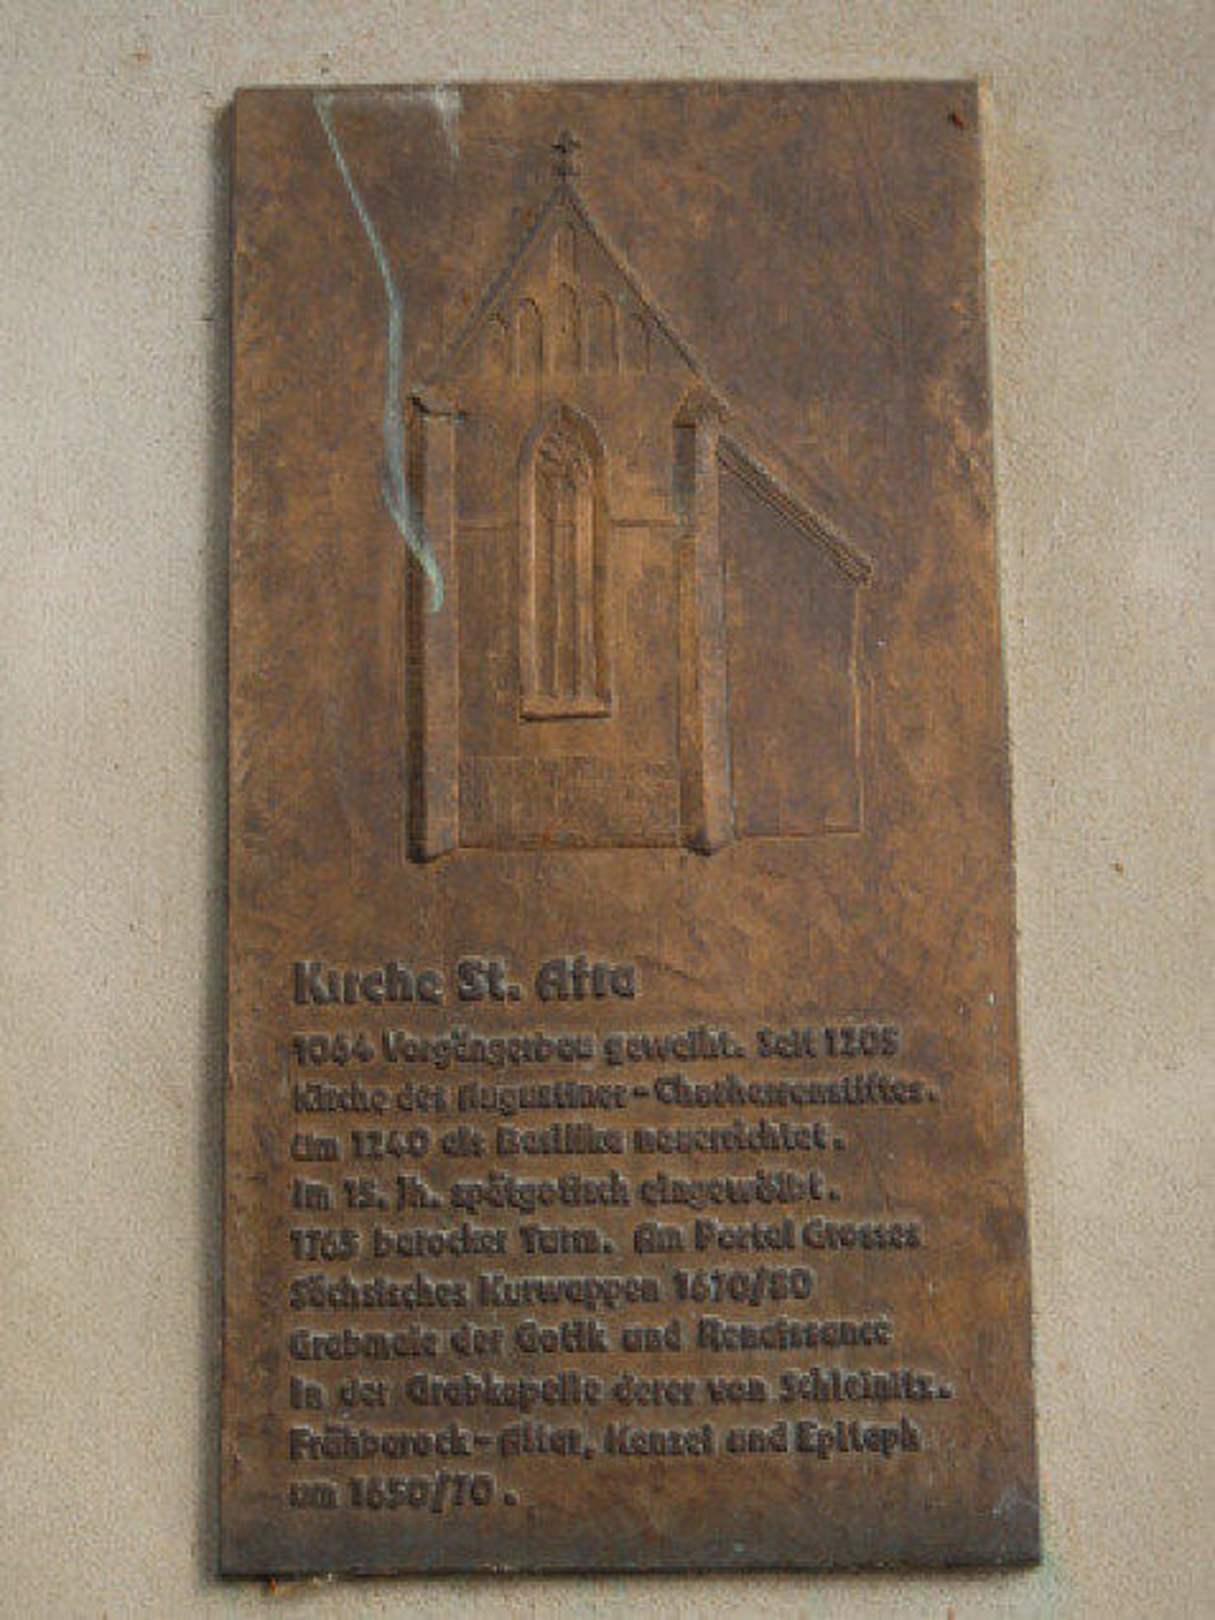 Kirche St. Afra
1064 Vorgängerbau geweiht. Seit 1205
Kirche des Augustiner-Chorherrenstiftes.
Um 1240 als Basilika neuerrichtet.
Im 15. Jh. spätgotisch eingewölbt.
1765 barocker Turm. Am Portal Grosses
Sächsisches Kurwappen 1670/80
Grabmale der Gotik und Renaissance
in der Grabkapelle derer von Schleinitz.
Frühbarock-Altar, Kanzel und Epitaph
um 1650/70.